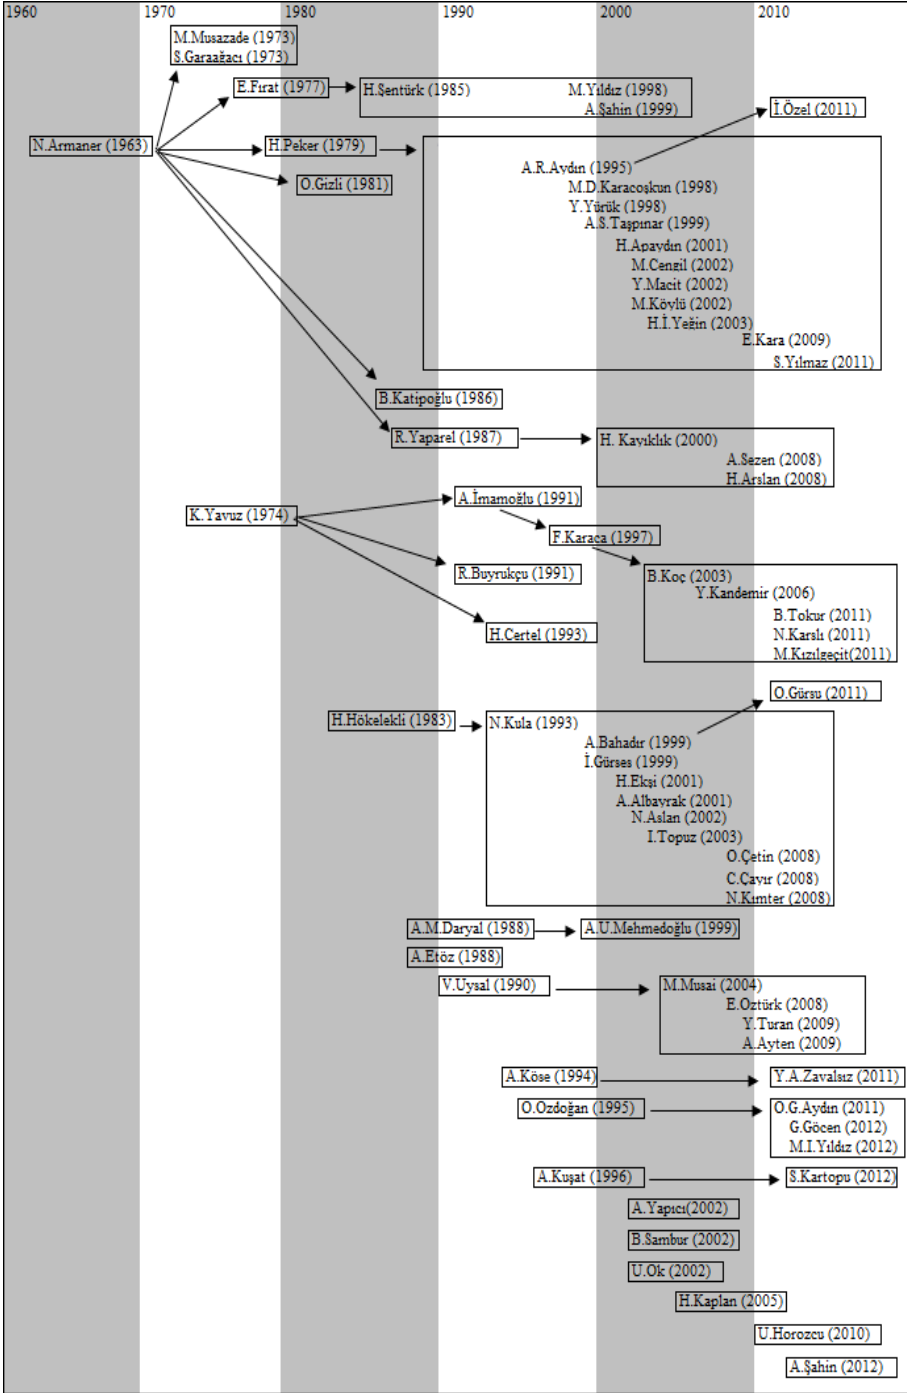 1960 1970 1980 1990 2000 2010
M.Musazade (1973)
S.Garaağacı (1973)
E.Fırat (1977)
H.Şentürk (1985) M.Yıldız (1998)
A.Şahin (1999)
İ.Özel (2011)
N.Armaner (1963)
H.Peker (1979)
A.R.Aydın (1995)
O.Gizli (1981)
M.D.Karacoşkun (1998)
Y.Yürük (1998)
A.S.Taşpınar (1999)
H.Apaydın (2001)
M.Cengil (2002)
Y.Macit (2002)
M.Köylü (2002)
H.İ.Yeğin (2003)
E.Kara (2009)
S.Yılmaz (2011)
B.Katipoğlu (1986)
R.Yaparel (1987)
H. Kayıklık (2000)
A.Sezen (2008)
H.Arslan (2008)
A.İmamoğlu (1991)
K.Yavuz (1974)
F.Karaca (1997)
R.Buyrukçu (1991)
B.Koç (2003)
Y.Kandemir (2006)
B.Tokur (2011)
N.Karslı (2011)
M.Kızılgeçit(2011)
H.Certel (1993)
O.Gürsu (2011)
H.Hökelekli (1983)
N.Kula (1993)
A.Bahadır (1999)
İ.Gürses (1999)
H.Ekşi (2001)
A.Albayrak (2001)
N.Aslan (2002)
I.Topuz (2003)
O.Çetin (2008)
C.Çayır (2008)
N.Kımter (2008)
A.M.Daryal (1988)
A.U.Mehmedoğlu (1999)
A.Etöz (1988)
V.Uysal (1990)
M.Musai (2004)
E.Oztürk (2008)
Y.Turan (2009)
A.Ayten (2009)
A.Köse (1994)
Y.A.Zavalsız (2011)
O.Ozdoğan (1995)
O.G.Aydın (2011)
G.Göcen (2012)
M.I.Yıldız (2012)
A.Kuşat (1996)
S.Kartopu (2012)
A.Yapıcı(2002)
B.Sambur (2002)
U.Ok (2002)
H.Kaplan (2005)
U.Horozcu (2010)
A.Şahin (2012)